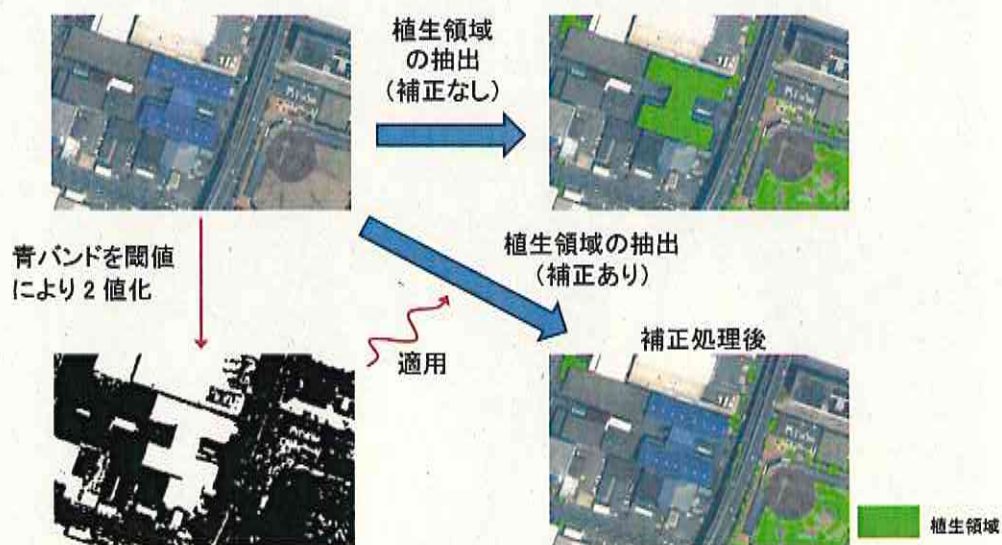 植生領域
の抽出
（補正なし）
植生領域の抽出
（補正あり）
青バンドを閾値
により2値化
適用
補正処理後
植生領域